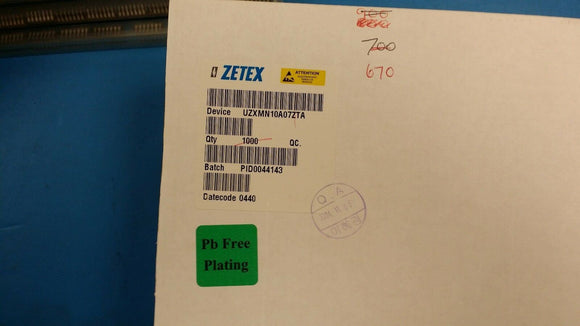 700
670
ZETEX
ATTENTION
Device UZXMN10A07ZTA
Qty 1000 QC.
Batch PID0044143
Datecode 0440
Q.A
Pb Free
Plating